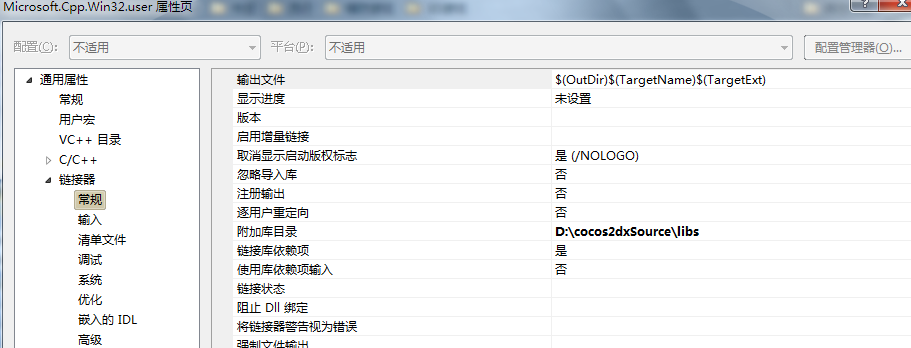 Microsoft.Cpp.Win32.user 属性页
配置(C): 不适用 平台(P): 不适用 配置管理器(O)...
通用属性
常规
用户宏
VC++ 目录
C/C++
链接器
常规
输入
清单文件
调试
系统
优化
嵌入的 IDL
高级
输出文件 $(OutDir)$(TargetName)$(TargetExt)
显示进度 未设置
版本
启用增量链接
取消显示启动版权标志 是 (/NOLOGO)
忽略导入库 否
注册输出 否
逐用户重定向 否
附加库目录 D:\cocos2dxSource\libs
链接库依赖项 是
使用库依赖项输入 否
链接状态
阻止 Dll 绑定
将链接器警告视为错误
强制文件输出